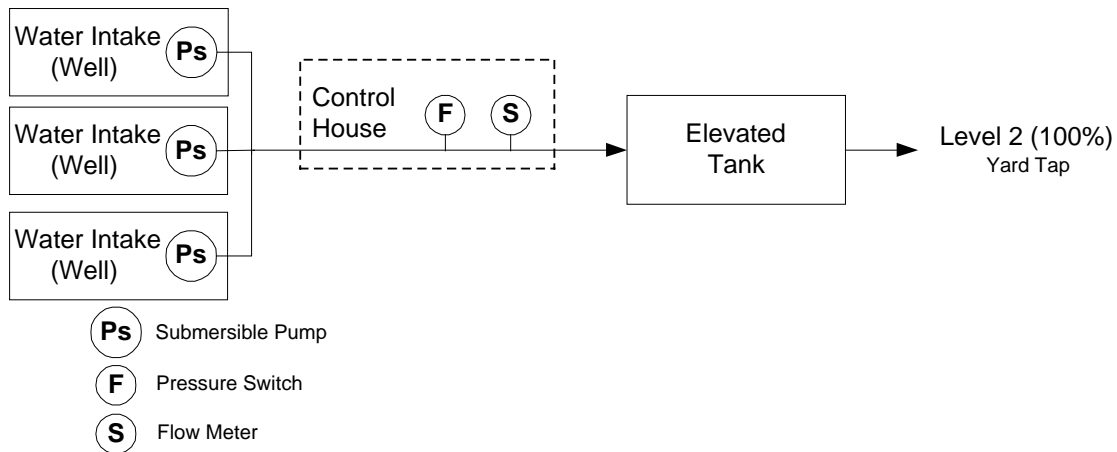 Water Intake
(Well)
Ps
Water Intake
(Well)
Ps
Water Intake
(Well)
Ps
Control
House
F
S
Elevated
Tank
Level 2 (100%)
Yard Tap
Ps Submersible Pump
F Pressure Switch
S Flow Meter